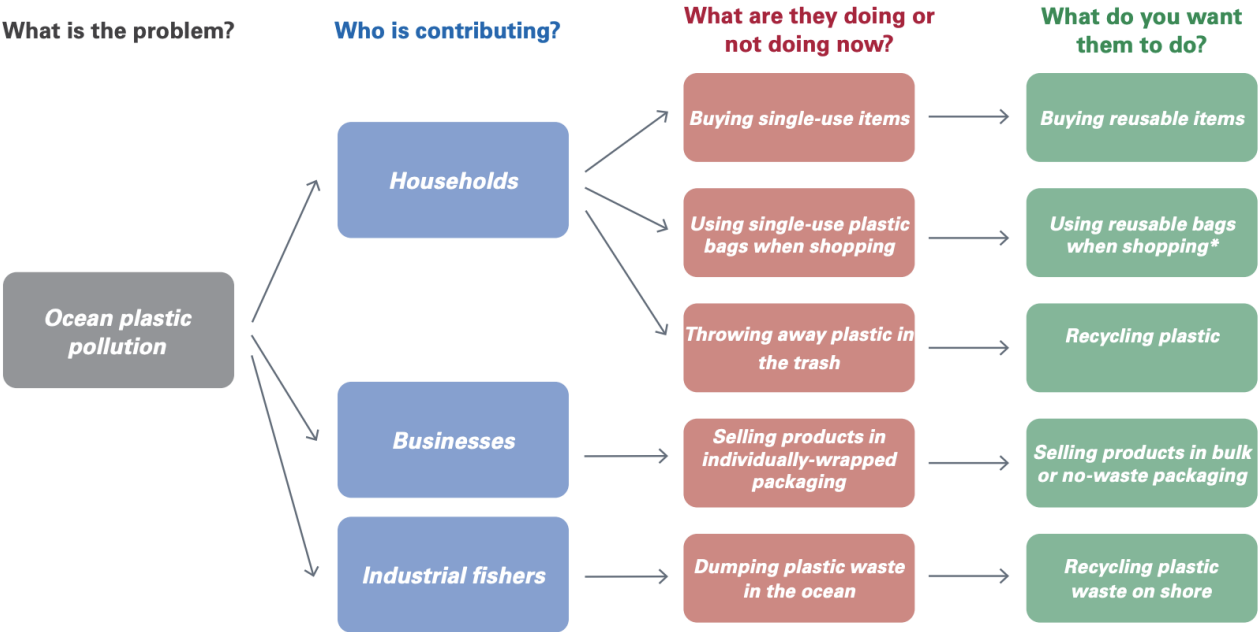 What is the problem?
Who is contributing?
What are they doing or
not doing now?
What do you want
them to do?
Ocean plastic
pollution
Households
Businesses
Industrial fishers
Buying single-use items
Buying reusable items
Using single-use plastic
bags when shopping
Using reusable bags
when shopping*
Throwing away plastic in
the trash
Recycling plastic
Selling products in
individually-wrapped
packaging
Selling products in bulk
or no-waste packaging
Dumping plastic waste
in the ocean
Recycling plastic
waste on shore